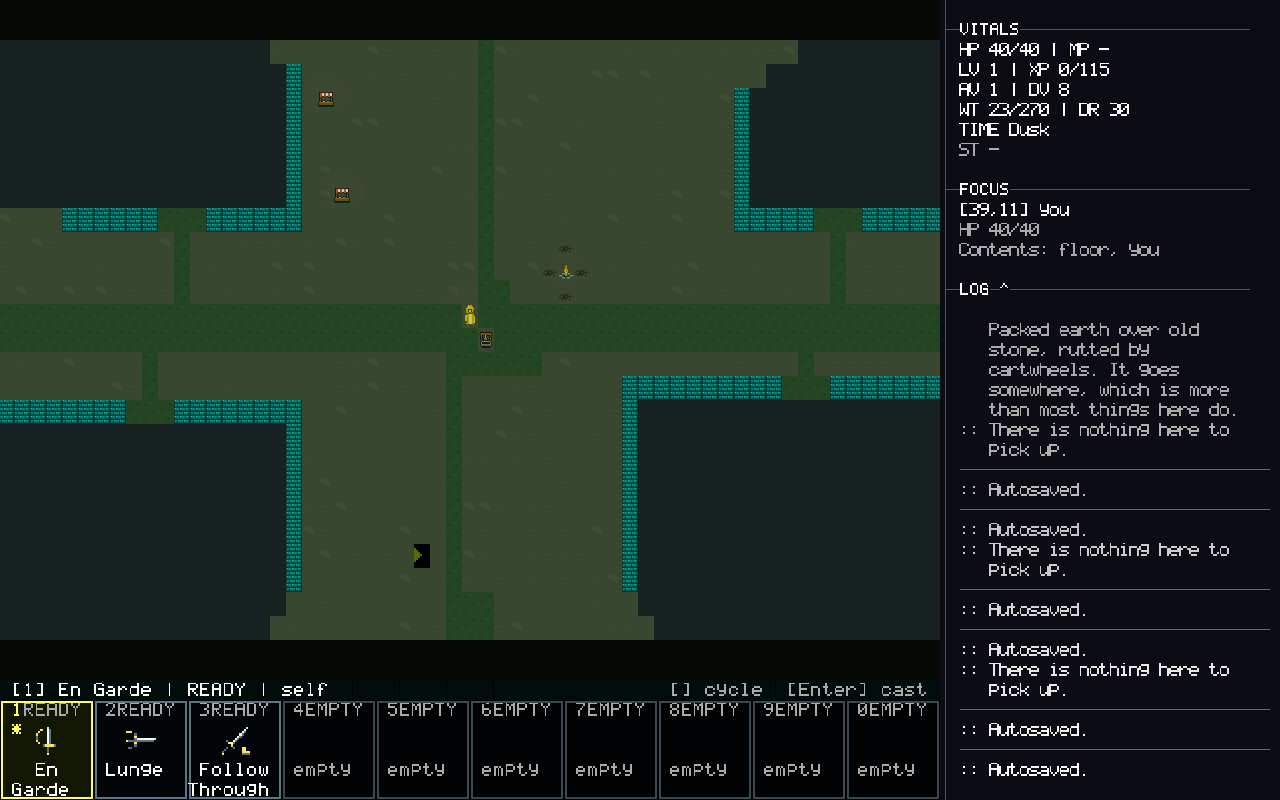 VITALS
HP 40/40 | MP -
LV 1 | XP 0/115
AV 1 | DV 8
WT 23/270 | DR 30
TIME Dusk
ST -
FOCUS
[39,11] You
HP 40/40
Contents: floor, You
LOG ^
Packed earth over old
stone, rutted by
cartwheels. It goes
somewhere, which is more
than most things here do.
:: There is nothing here to
Pick up.
:: Autosaved.
:: Autosaved.
:: There is nothing here to
Pick up.
:: Autosaved.
:: Autosaved.
:: There is nothing here to
Pick up.
:: Autosaved.
:: Autosaved.
[1] En Garde | READY | self
[] cycle [Enter] cast
1READY 2READY 3READY 4EMPTY 5EMPTY 6EMPTY 7EMPTY 8EMPTY 9EMPTY 0EMPTY
*
En Lunge Follow empty empty empty empty empty empty empty
Garde Through